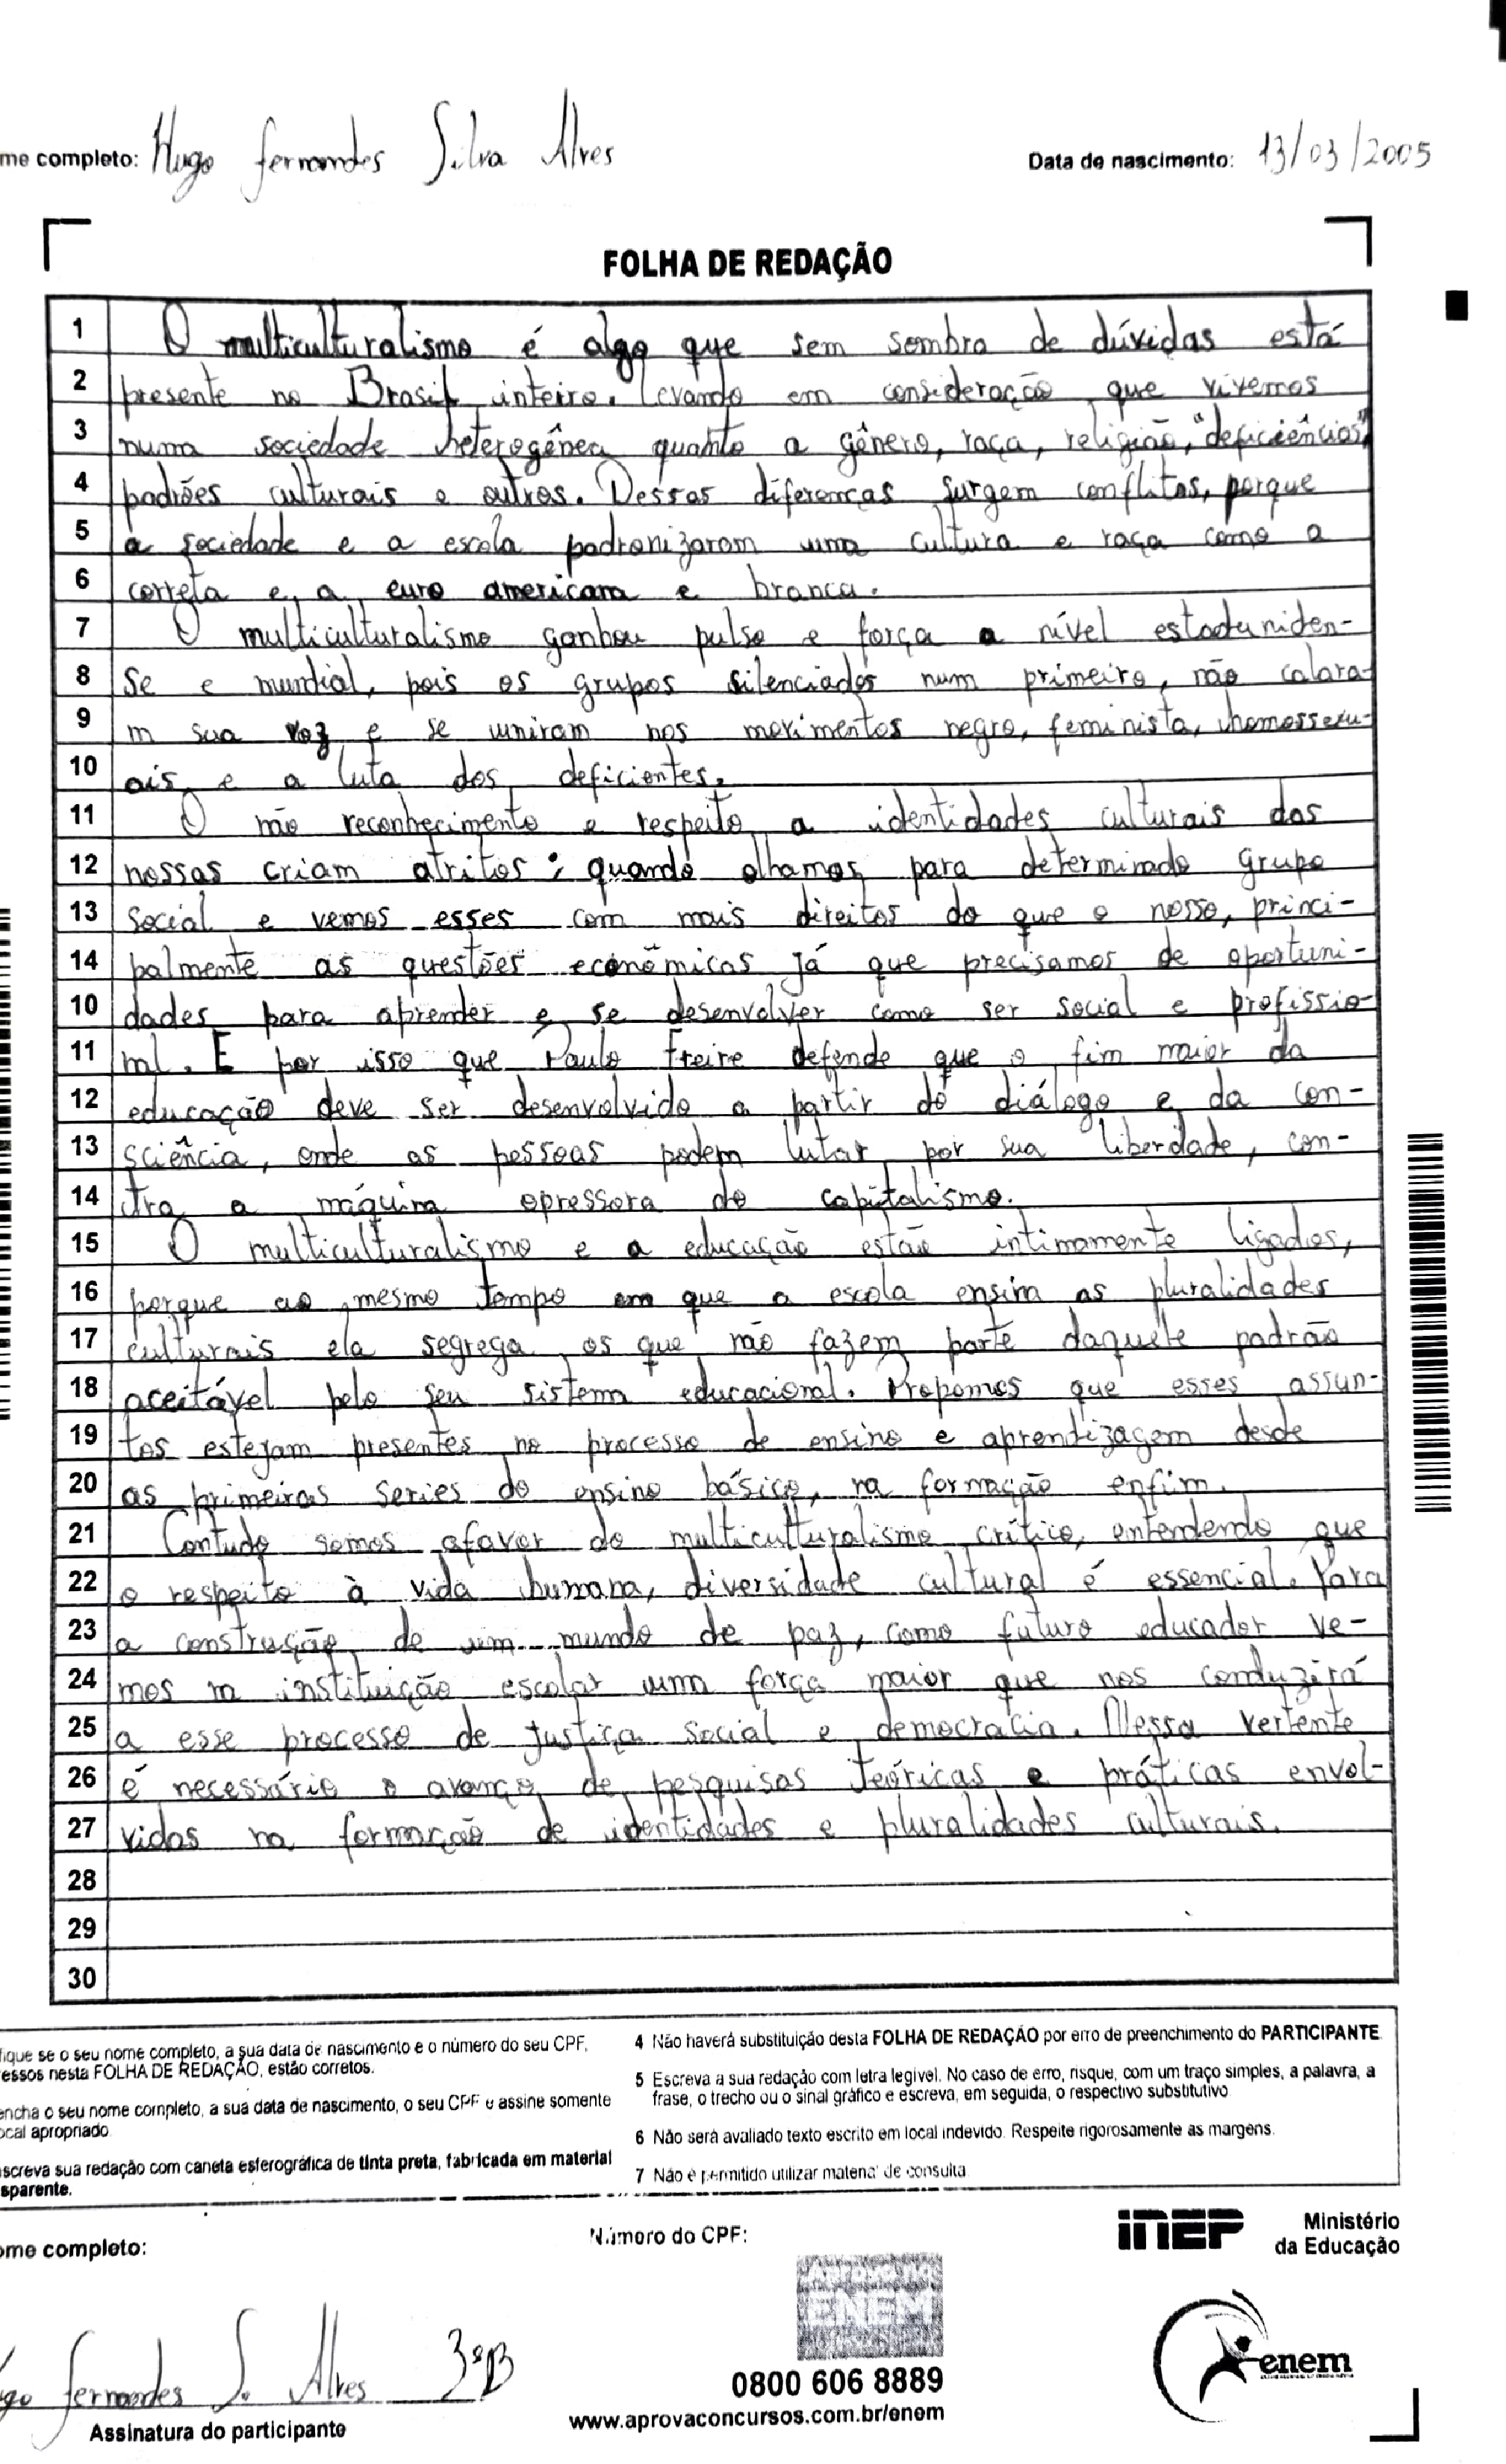 me completo: Hugo Fernandes Silva Alves
Data de nascimento: 13/03/2005
FOLHA DE REDAÇÃO
1 O multiculturalismo é algo que sem sombra de dúvidas está
2 presente no Brasil inteiro. Levando em consideração que vivemos
3 numa sociedade heterogênea quanto a gênero, raça, religião, "deficiências",
4 padrões culturais e outros. Dessas diferenças surgem conflitos, porque
5 a sociedade e a escola padronizaram uma cultura e raça como a
6 correta e, a euro americana e branca.
7 O multiculturalismo ganhou pulso e força a nível estaduniden-
8 se e mundial, pois os grupos silenciados num primeiro, não calara-
9 m sua voz e se uniram nos movimentos negro, feminista, homossexu-
10 ais, e a luta dos deficientes.
11 O não reconhecimento e respeito a identidades culturais das
12 nossas criam atritos; quando olhamos para determinado grupo
13 social e vemos esses com mais direitos do que o nosso, princi-
14 palmente as questões econômicas já que precisamos de oportuni-
10 dades para aprender e se desenvolver como ser social e profissio-
11 nal. E por isso que Paulo Freire defende que o fim maior da
12 educação deve ser desenvolvido a partir do diálogo e da con-
13 sciência, onde as pessoas podem lutar por sua liberdade, con-
14 tra a máquina opressora do capitalismo.
15 O multiculturalismo e a educação estão intimamente ligados,
16 porque ao mesmo tempo em que a escola ensina as pluralidades
17 culturais ela segrega os que não fazem parte daquele padrão
18 aceitável pelo seu sistema educacional. Propomos que esses assun-
19 tos estejam presentes no processo de ensino e aprendizagem desde
20 as primeiras series do ensino básico, na formação enfim.
21 Contudo somos afavor do multiculturalismo crítico, entendendo que
22 o respeito à vida humana, diversidade cultural é essencial. Para
23 a construção de um mundo de paz, como futuro educador ve-
24 mos na instituição escolar uma força maior que nos conduzirá
25 a esse processo de justiça social e democracia. Nessa vertente
26 é necessário o avanço de pesquisas teóricas e práticas envol-
27 vidas na formação de identidades e pluralidades culturais.
28
29
30
ique se o seu nome completo, a sua data de nascimento e o número do seu CPF,
essos nesta FOLHA DE REDAÇÃO, estão corretos.
encha o seu nome completo, a sua data de nascimento, o seu CPF e assine somente
ocal apropriado
screva sua redação com caneta esferográfica de tinta preta, fabricada em material
sparente.
4 Não haverá substituição desta FOLHA DE REDAÇÃO por erro de preenchimento do PARTICIPANTE
5 Escreva a sua redação com letra legível. No caso de erro, risque, com um traço simples, a palavra, a
frase, o trecho ou o sinal gráfico e escreva, em seguida, o respectivo substitutivo
6 Não será avaliado texto escrito em local indevido. Respeite rigorosamente as margens.
7 Não é permitido utilizar material de consulta
ome completo:
Número do CPF:
inep
Ministério
da Educação
Aprova no
ENEM
enem
go Fernandes S. Alves 3ºB
Assinatura do participante
0800 606 8889
www.aprovaconcursos.com.br/enem